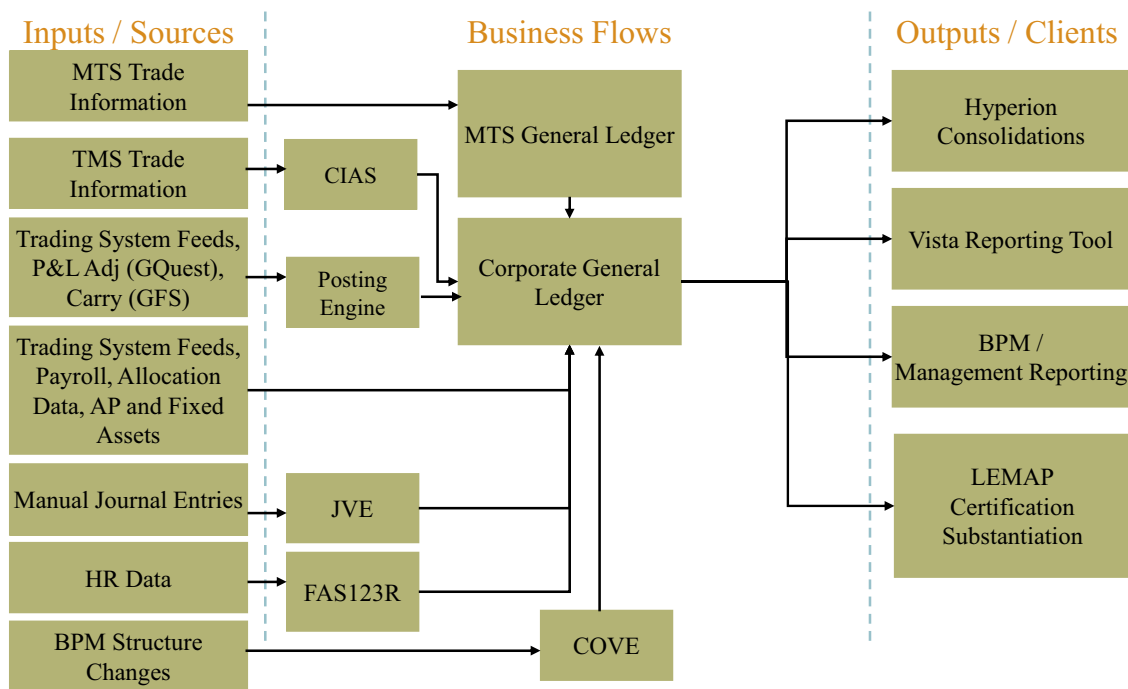 Inputs / Sources
Business Flows
Outputs / Clients
MTS Trade
Information
TMS Trade
Information
Trading System Feeds,
P&L Adj (GQuest),
Carry (GFS)
Trading System Feeds,
Payroll, Allocation
Data, AP and Fixed
Assets
Manual Journal Entries
HR Data
BPM Structure
Changes
CIAS
Posting
Engine
JVE
FAS123R
COVE
MTS General Ledger
Corporate General
Ledger
Hyperion
Consolidations
Vista Reporting Tool
BPM /
Management Reporting
LEMAP
Certification
Substantiation